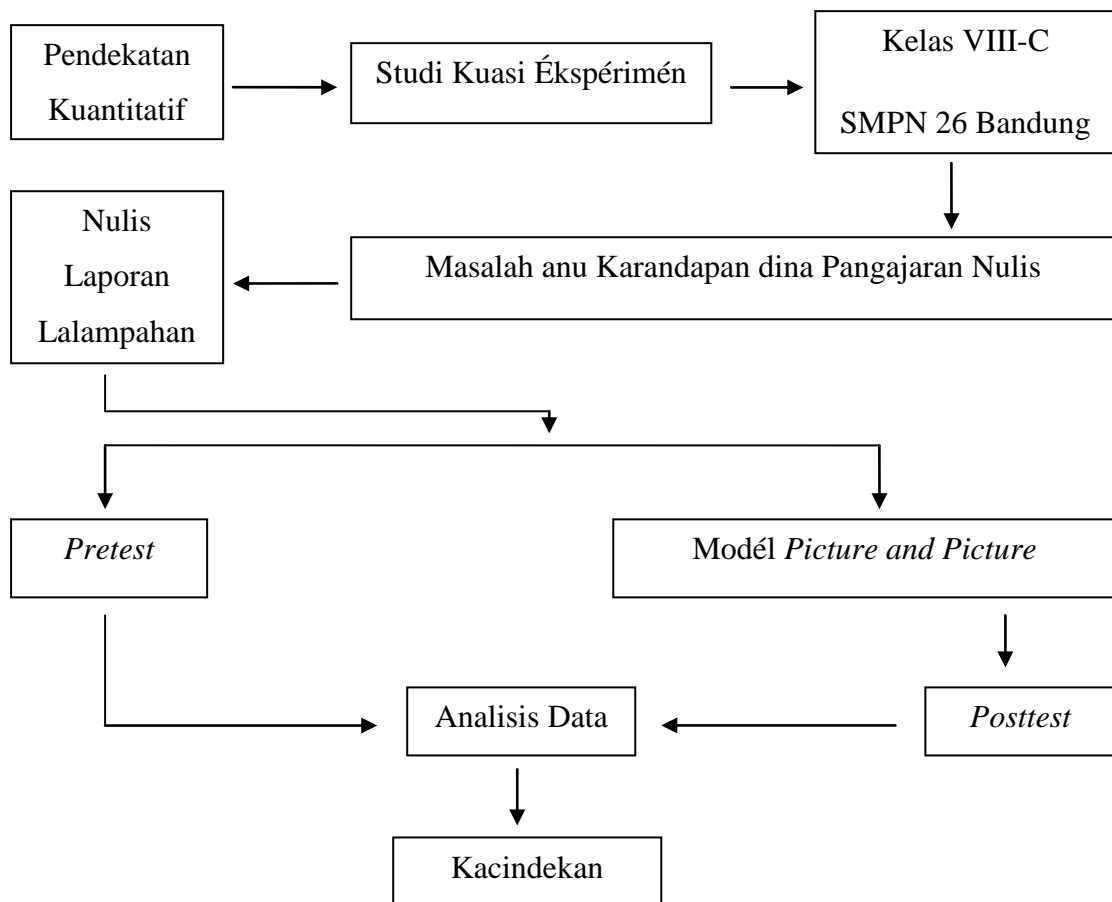 Pendekatan
Kuantitatif
Studi Kuasi Ékspérimén
Kelas VIII-C
SMPN 26 Bandung
Nulis
Laporan
Lalampahan
Masalah anu Karandapan dina Pangajaran Nulis
Pretest
Modél Picture and Picture
Analisis Data
Posttest
Kacindekan